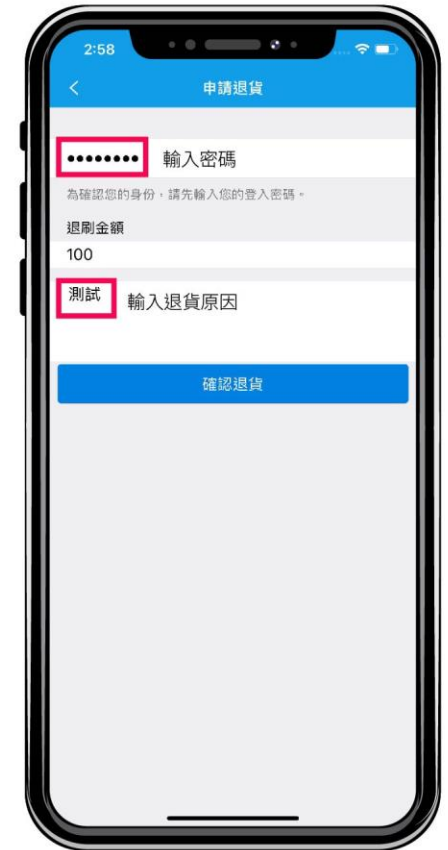 2:58
申請退貨
•••••••• 輸入密碼
為確認您的身份，請先輸入您的登入密碼。
退刷金額
100
測試 輸入退貨原因
確認退貨